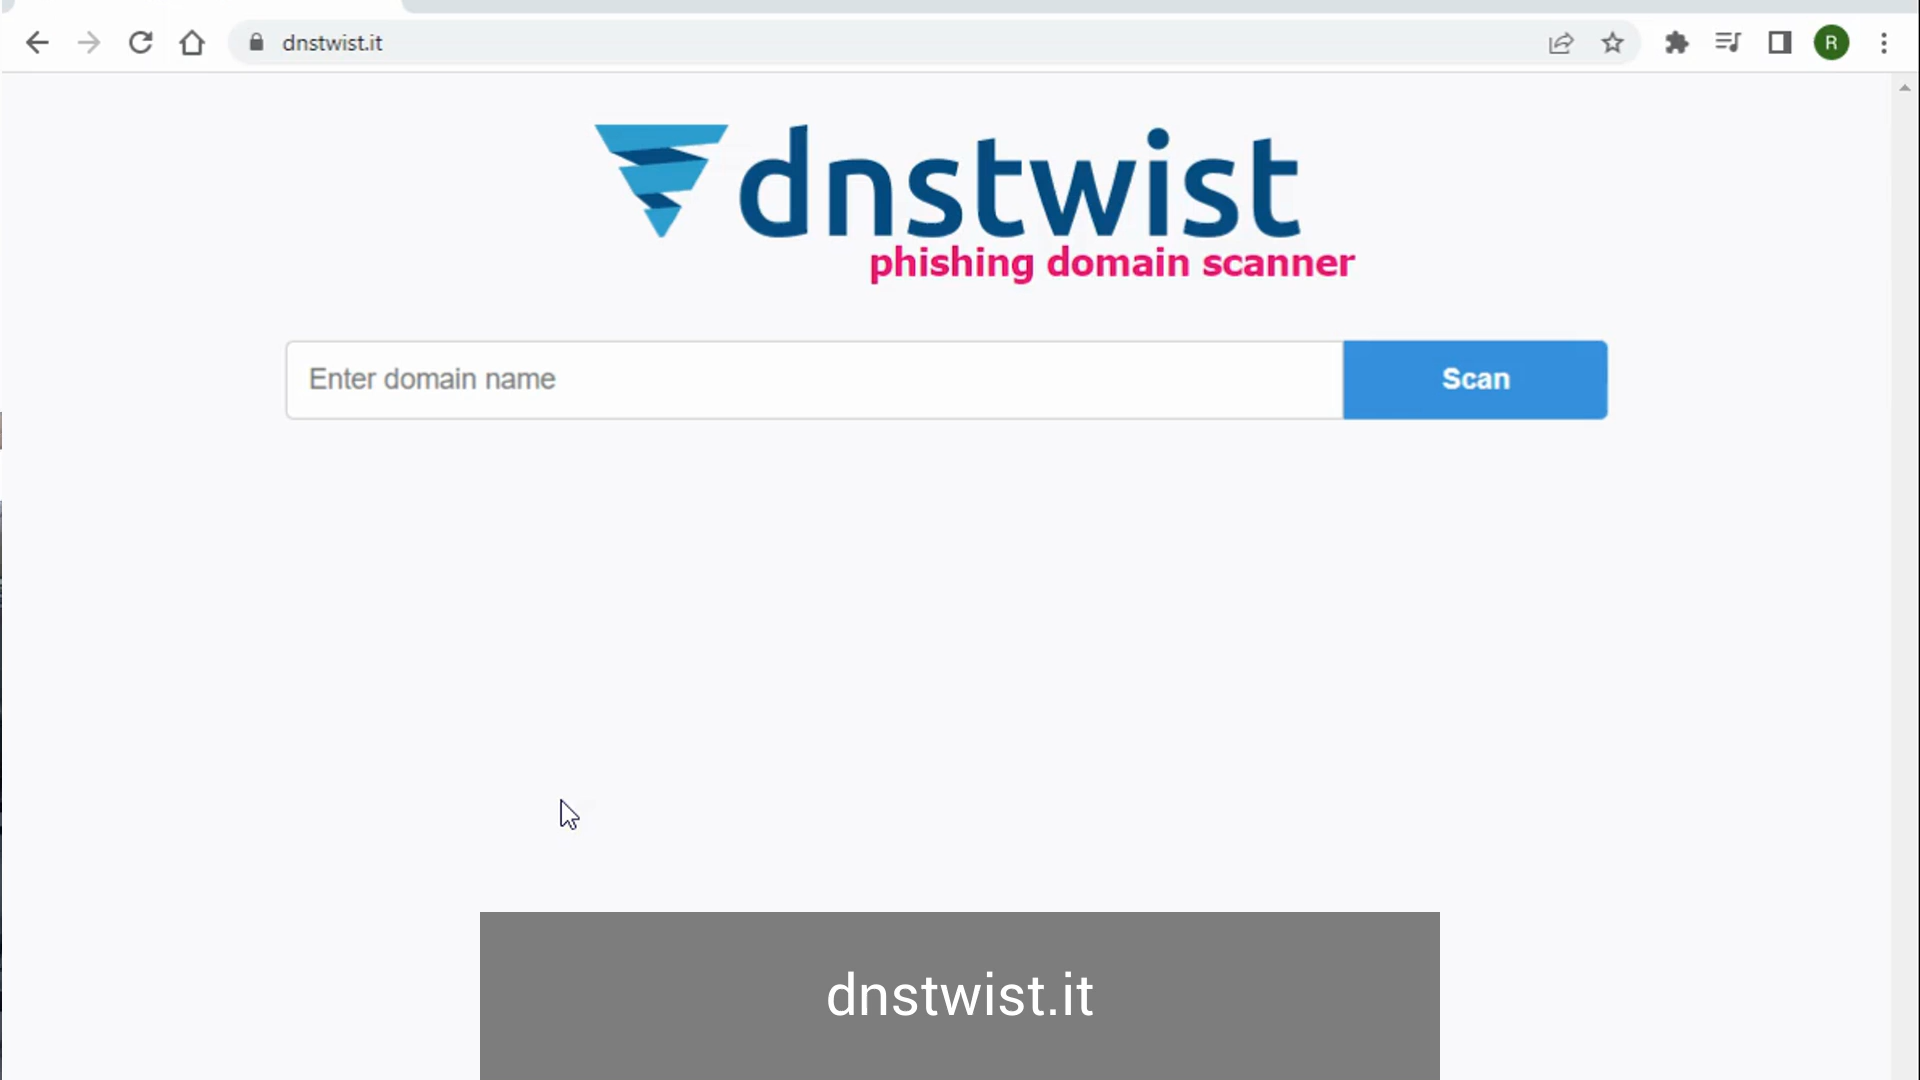 dnstwist.it
R
dnstwist
phishing domain scanner
Enter domain name
Scan
dnstwist.it